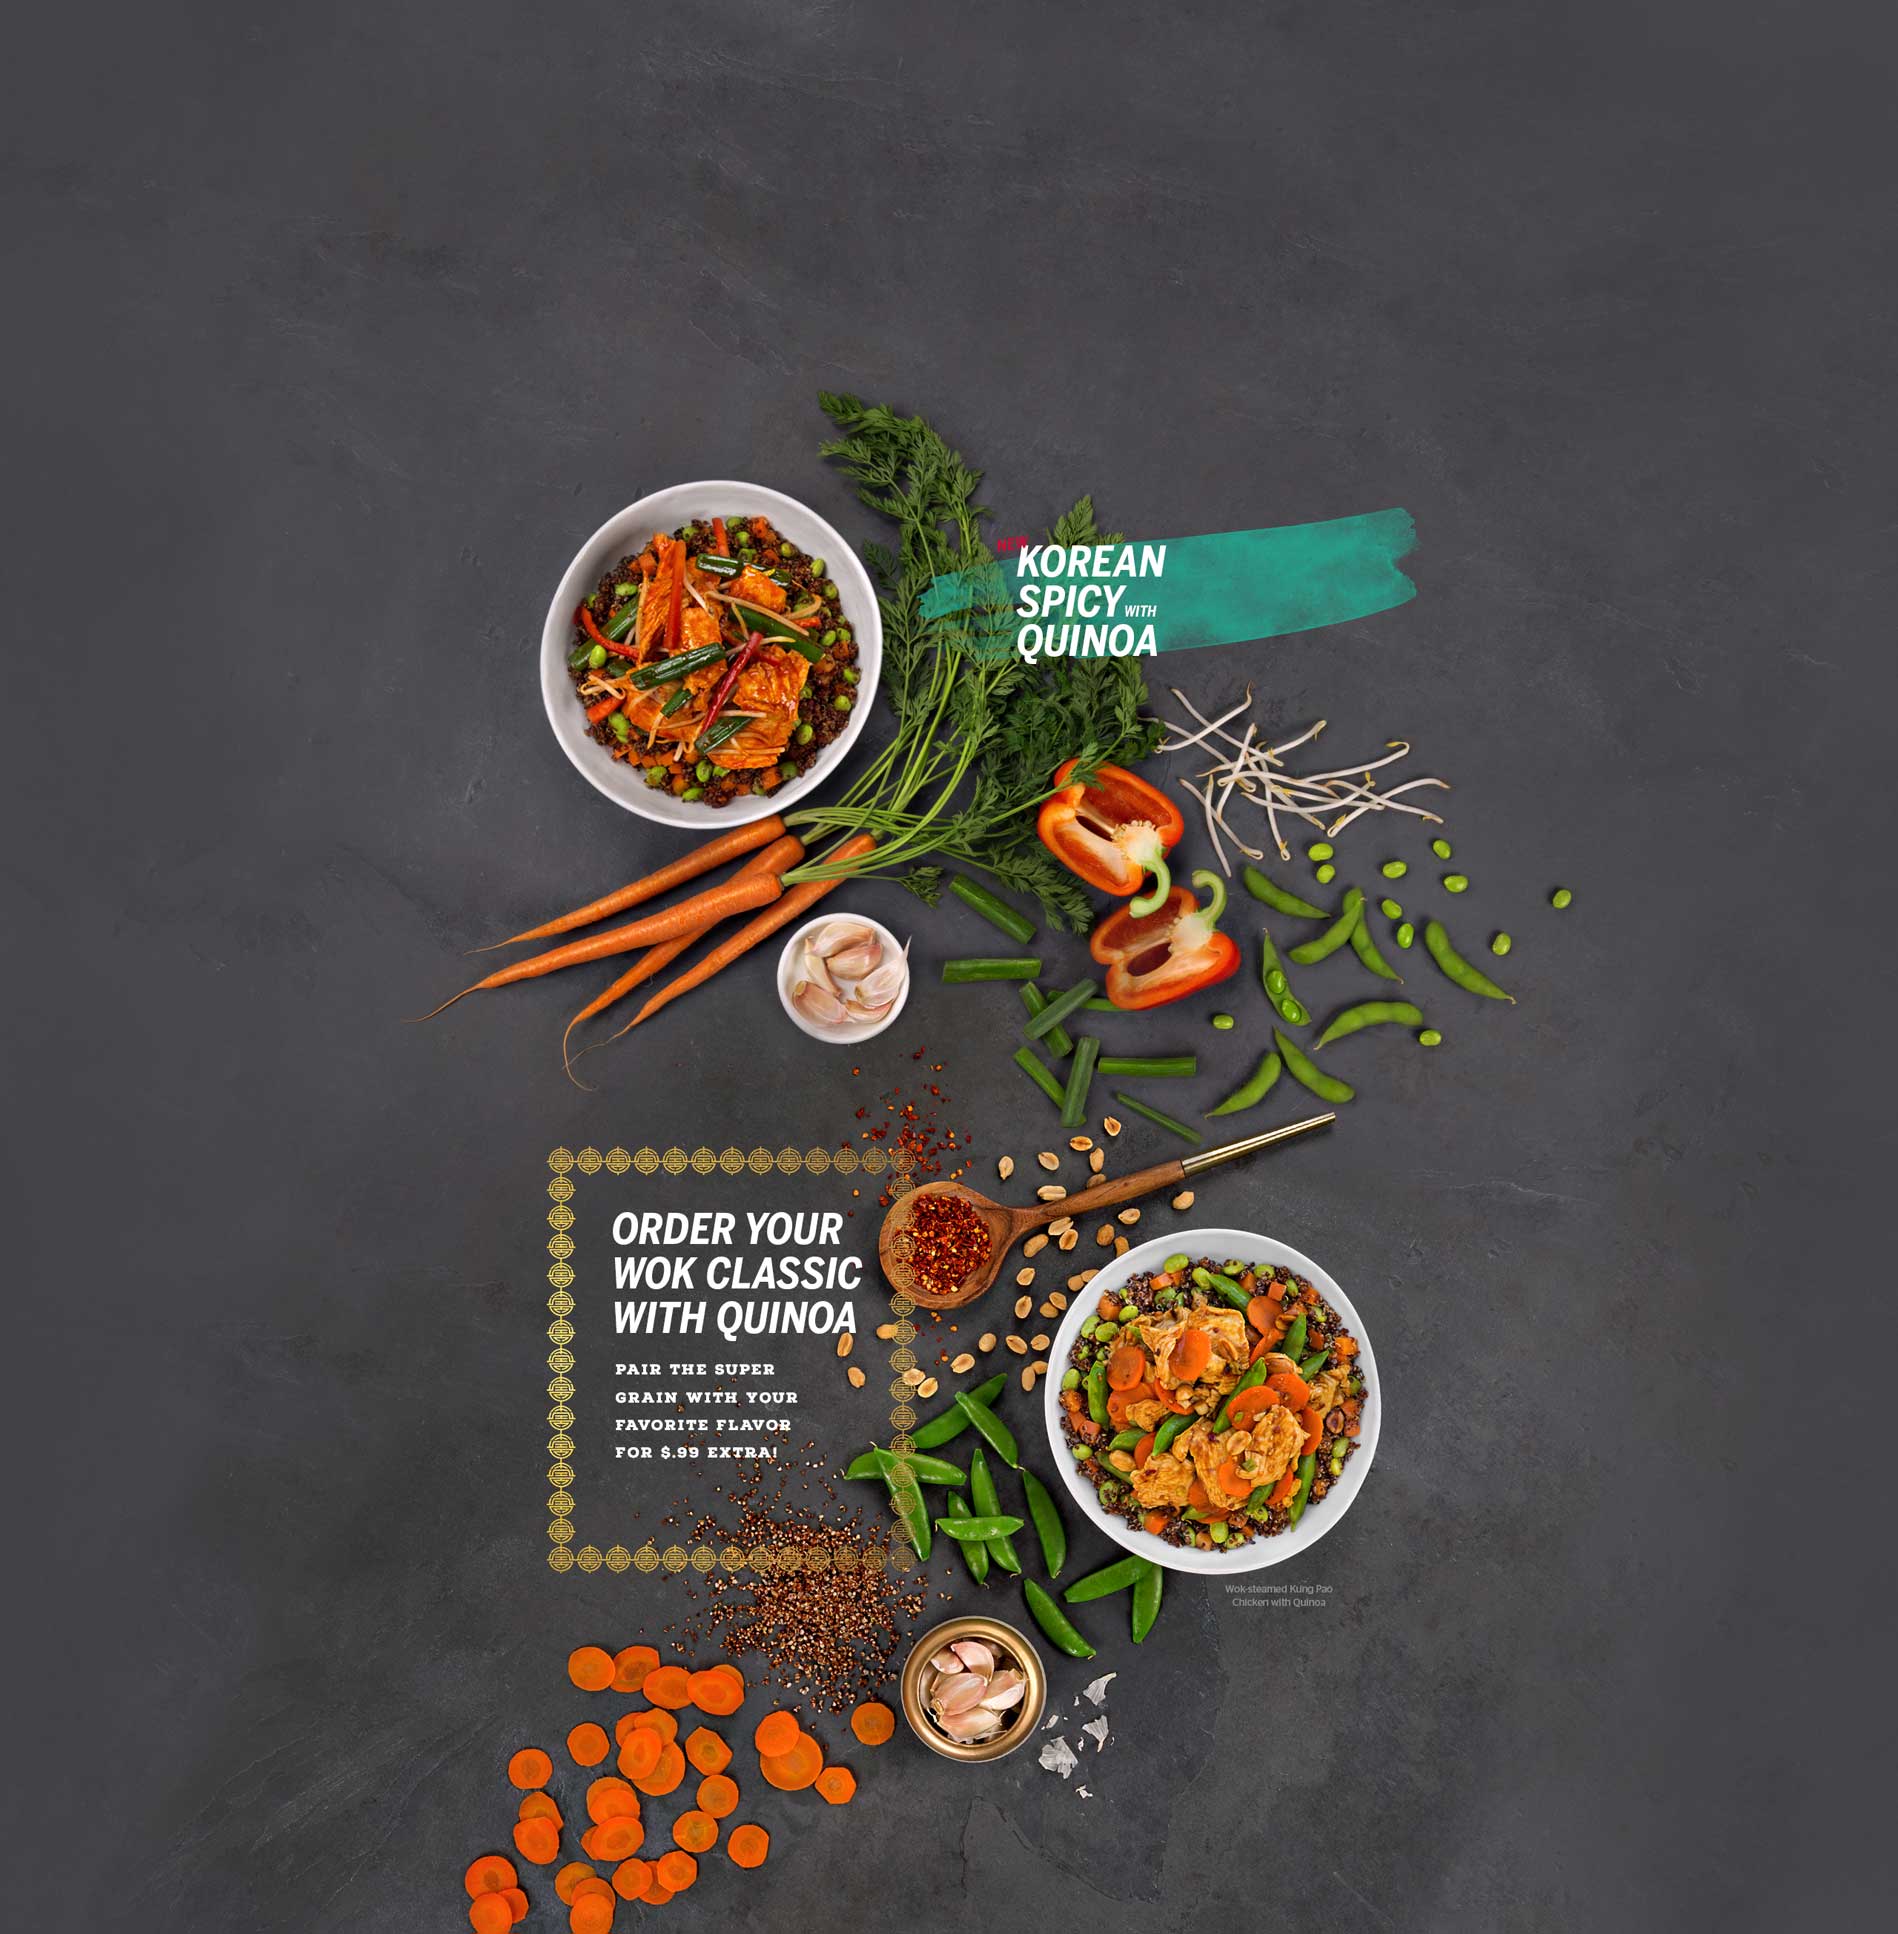 NEW
KOREAN
SPICY WITH
QUINOA
ORDER YOUR
WOK CLASSIC
WITH QUINOA
PAIR THE SUPER
GRAIN WITH YOUR
FAVORITE FLAVOR
FOR $.99 EXTRA!
Wok-steamed Kung Pao
Chicken with Quinoa